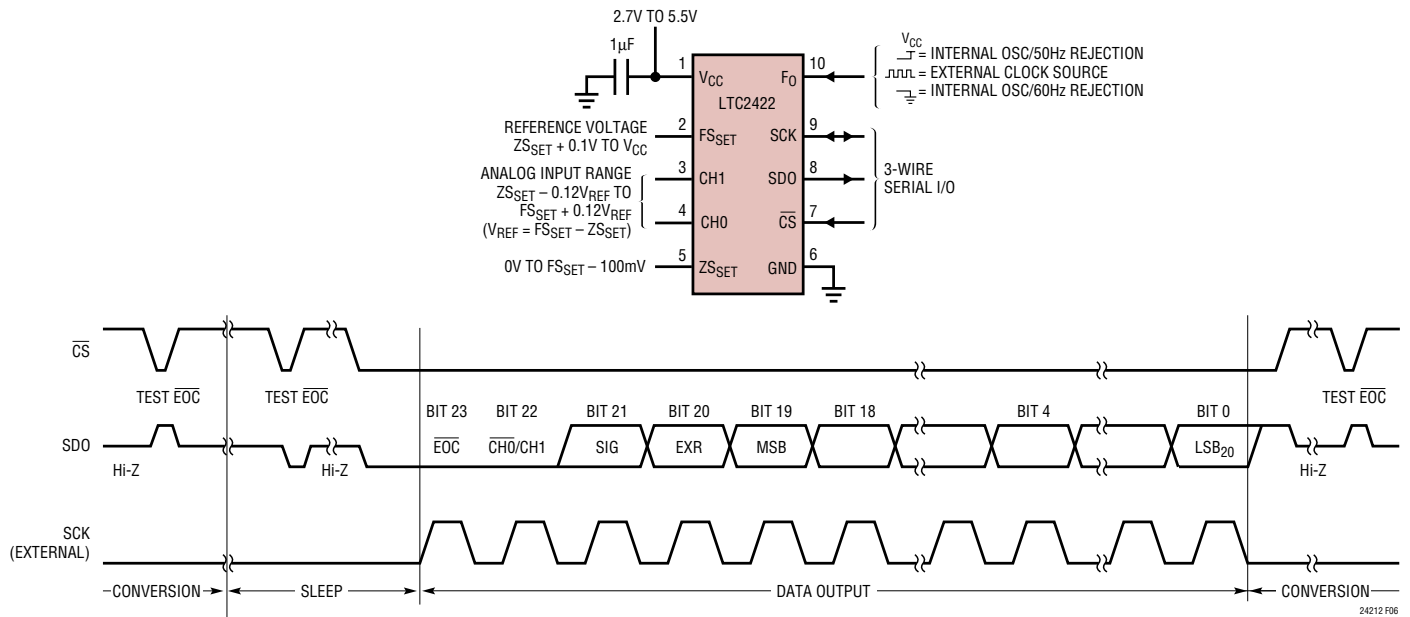 2.7V TO 5.5V
1µF
1
VCC
LTC2422
FO
10
VCC
= INTERNAL OSC/50Hz REJECTION
= EXTERNAL CLOCK SOURCE
= INTERNAL OSC/60Hz REJECTION
REFERENCE VOLTAGE
ZSSET + 0.1V TO VCC
2
FSSET
SCK
9
ANALOG INPUT RANGE
ZSSET – 0.12VREF TO
FSSET + 0.12VREF
(VREF = FSSET – ZSSET)
3
CH1
SDO
8
3-WIRE
SERIAL I/O
4
CH0
CS
7
0V TO FSSET – 100mV
5
ZSSET
GND
6
CS
TEST EOC
TEST EOC
TEST EOC
BIT 23
BIT 22
BIT 21
BIT 20
BIT 19
BIT 18
BIT 4
BIT 0
SDO
EOC
CH0/CH1
SIG
EXR
MSB
LSB20
Hi-Z
Hi-Z
Hi-Z
SCK
(EXTERNAL)
CONVERSION
SLEEP
DATA OUTPUT
CONVERSION
24212 F06